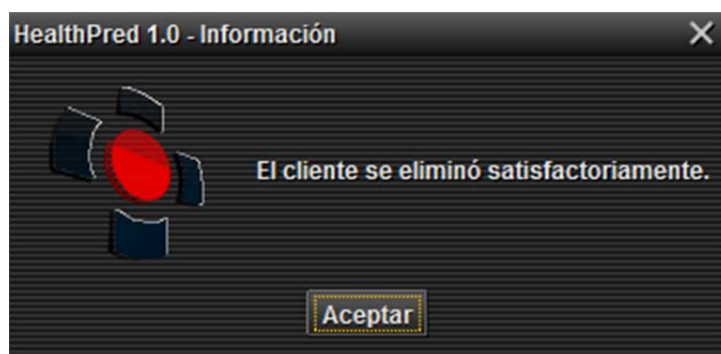 HealthPred 1.0 - Información
El cliente se eliminó satisfactoriamente.
Aceptar